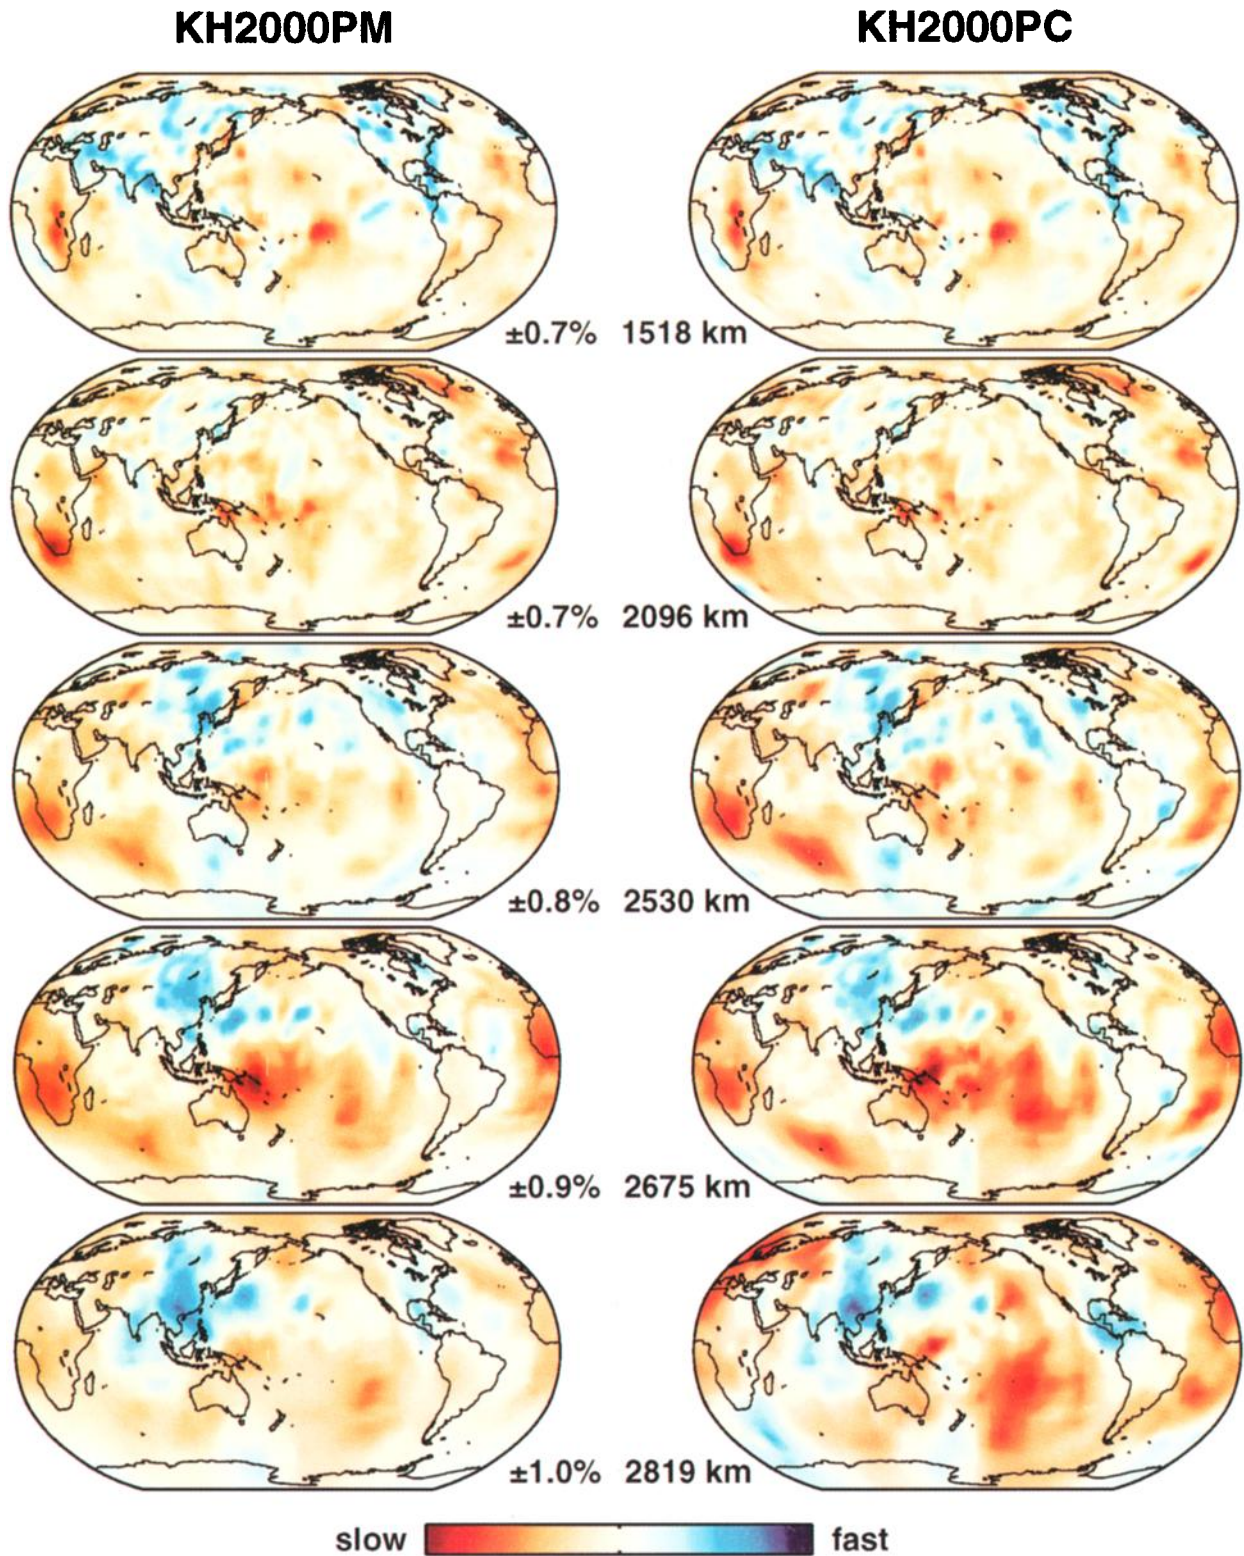 KH2000PM KH2000PC
±0.7% 1518 km
±0.7% 2096 km
±0.8% 2530 km
±0.9% 2675 km
±1.0% 2819 km
slow fast